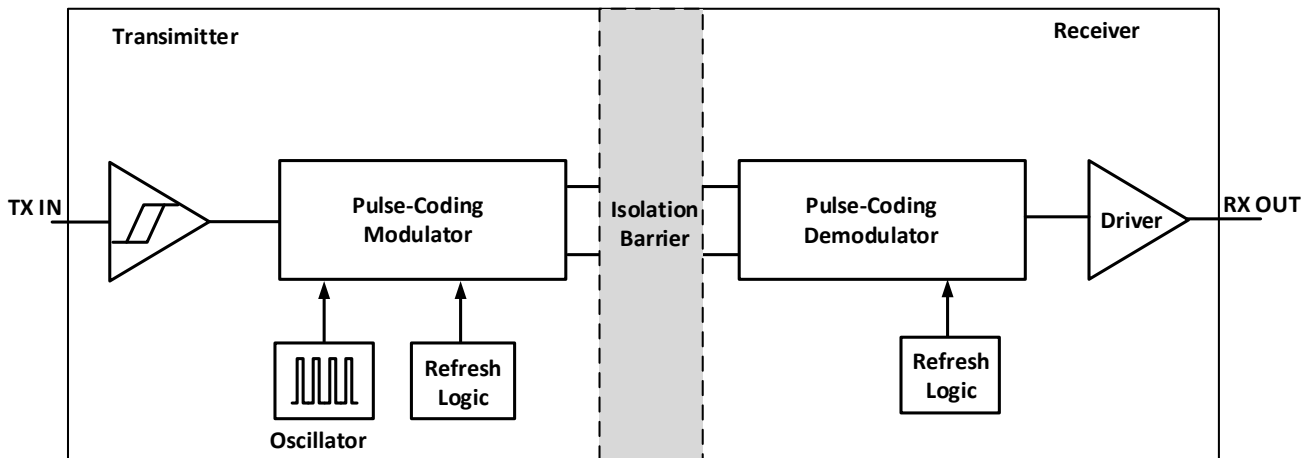 Transimitter
Receiver
TX IN
Pulse-Coding
Modulator
Isolation
Barrier
Pulse-Coding
Demodulator
Driver
RX OUT
Refresh
Logic
Oscillator
Refresh
Logic